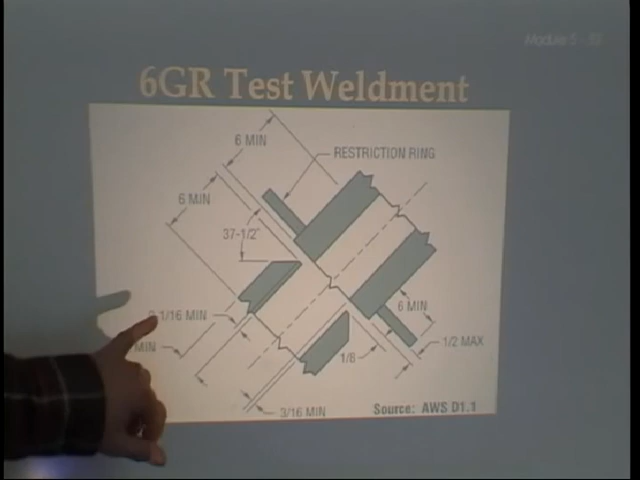 Module 5 - 35
6GR Test Weldment
6 MIN
RESTRICTION RING
6 MIN
37-1/2°
1/16 MIN
6 MIN
MIN
1/8
1/2 MAX
3/16 MIN
Source: AWS D1.1